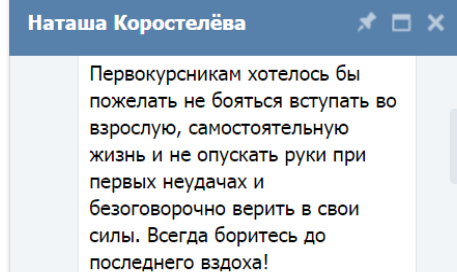 Наташа Коростелёва
Первокурсникам хотелось бы
пожелать не бояться вступать во
взрослую, самостоятельную
жизнь и не опускать руки при
первых неудачах и
безоговорочно верить в свои
силы. Всегда боритесь до
последнего вздоха!